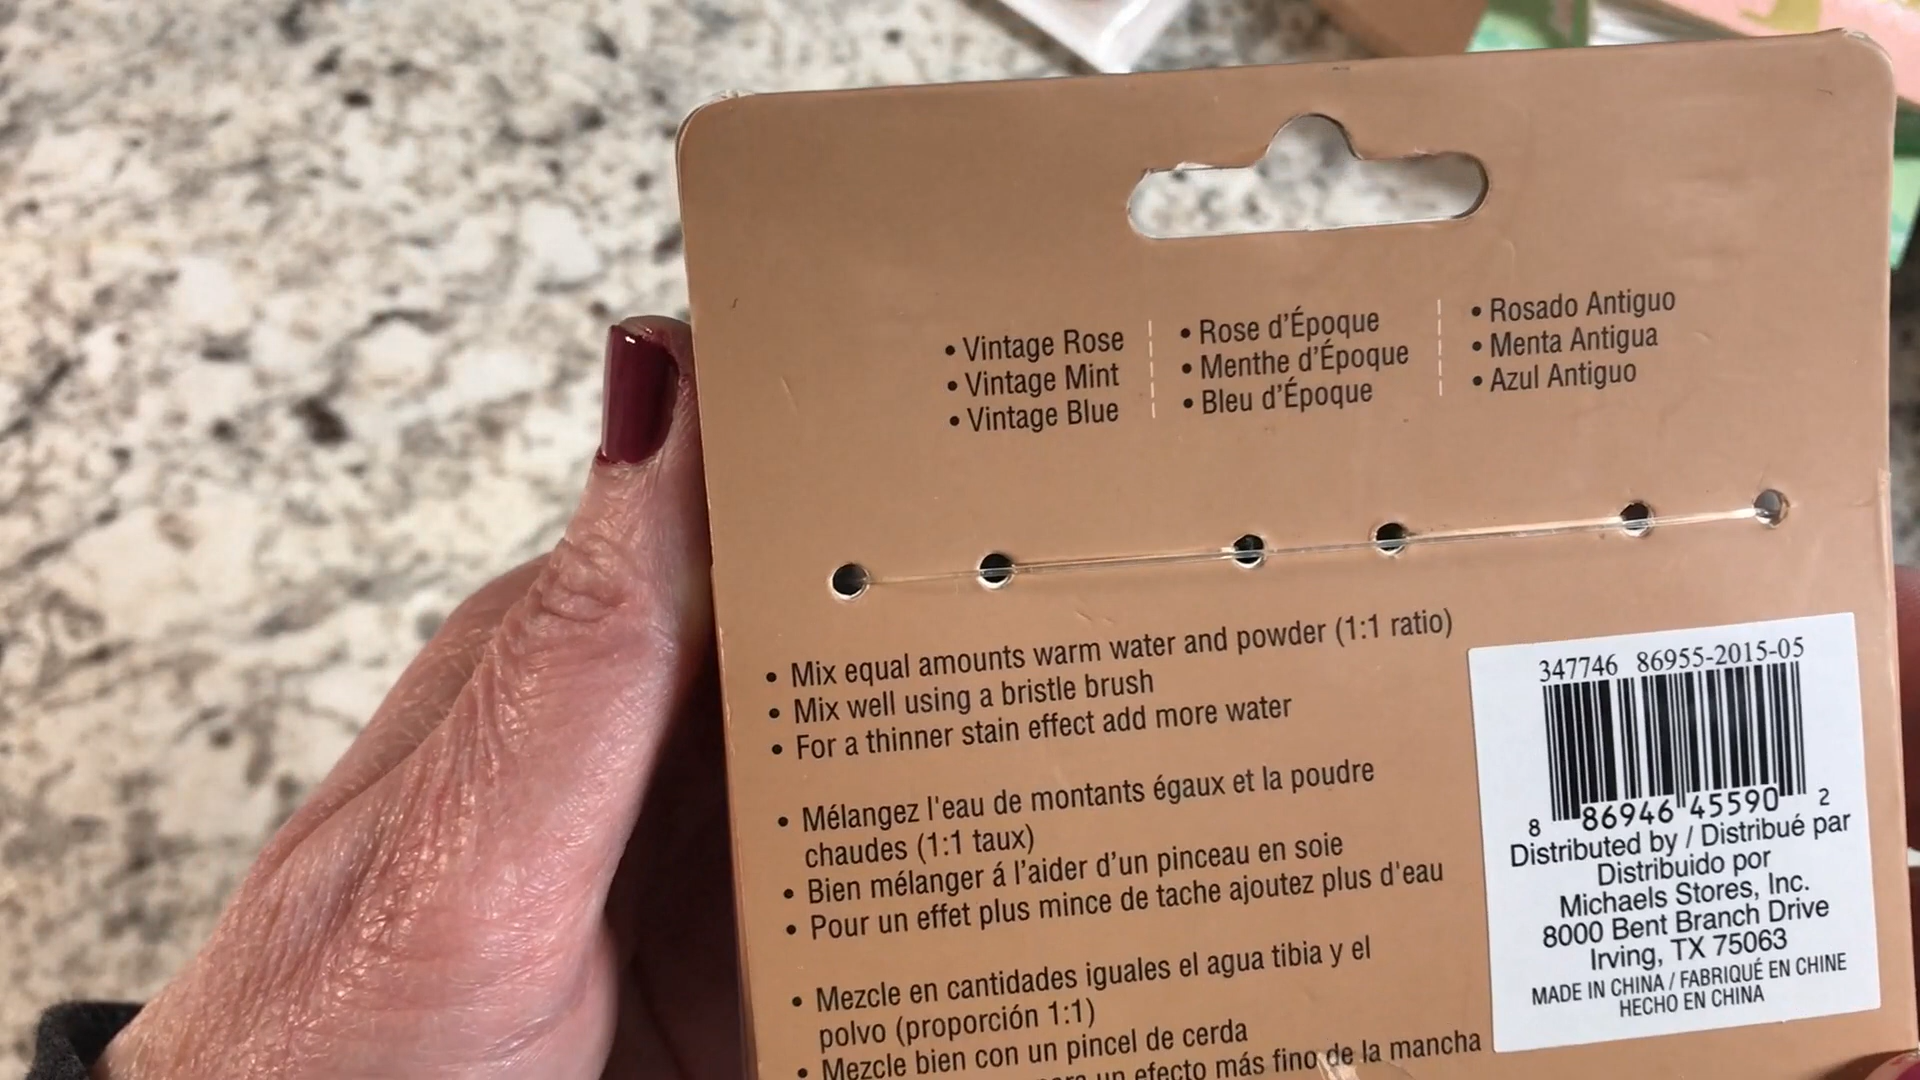 • Vintage Rose
• Vintage Mint
• Vintage Blue
• Rose d'Époque
• Menthe d'Époque
• Bleu d'Époque
• Rosado Antiguo
• Menta Antigua
• Azul Antiguo
• Mix equal amounts warm water and powder (1:1 ratio)
• Mix well using a bristle brush
• For a thinner stain effect add more water
• Mélangez l'eau de montants égaux et la poudre
chaudes (1:1 taux)
• Bien mélanger á l'aider d'un pinceau en soie
• Pour un effet plus mince de tache ajoutez plus d'eau
• Mezcle en cantidades iguales el agua tibia y el
polvo (proporción 1:1)
• Mezcle bien con un pincel de cerda
un efecto más fino de la mancha
347746 86955-2015-05
8 86946 45590 2
Distributed by / Distribué par
Distribuido por
Michaels Stores, Inc.
8000 Bent Branch Drive
Irving, TX 75063
MADE IN CHINA / FABRIQUÉ EN CHINE
HECHO EN CHINA